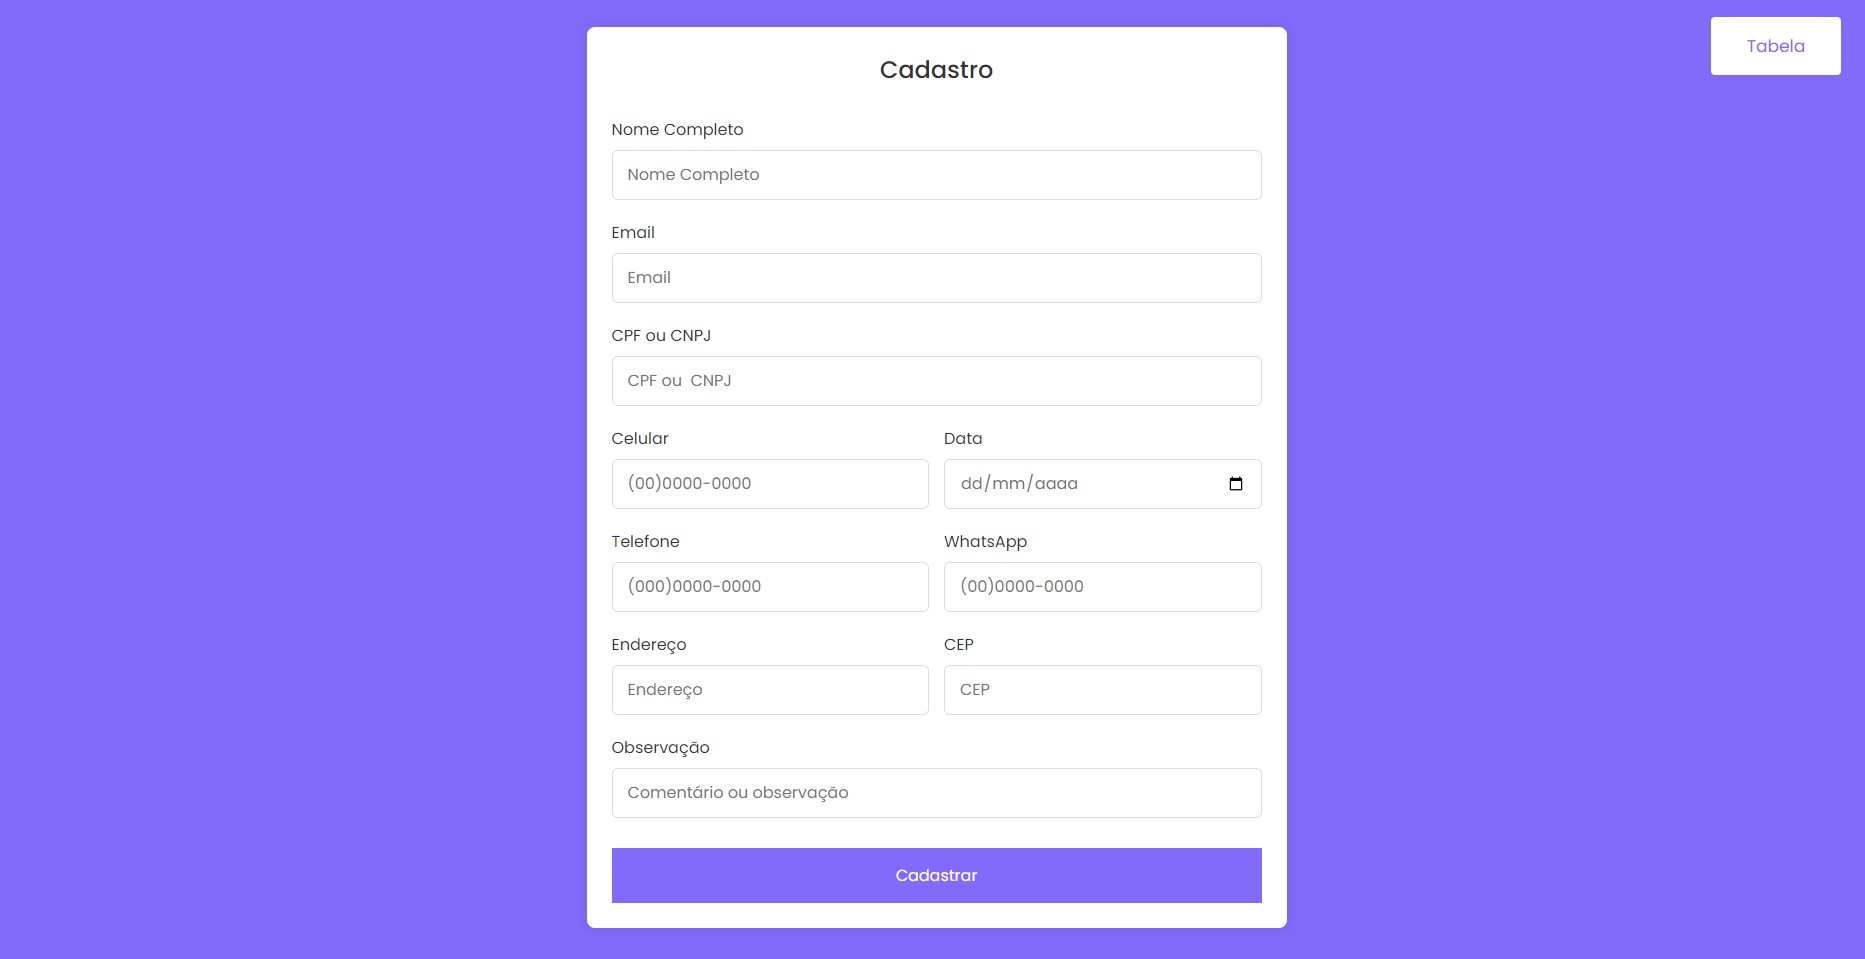 Tabela
Cadastro
Nome Completo
Nome Completo
Email
Email
CPF ou CNPJ
CPF ou  CNPJ
Celular
(00)0000-0000
Data
dd/mm/aaaa
Telefone
(000)0000-0000
WhatsApp
(00)0000-0000
Endereço
Endereço
CEP
CEP
Observação
Comentário ou observação
Cadastrar